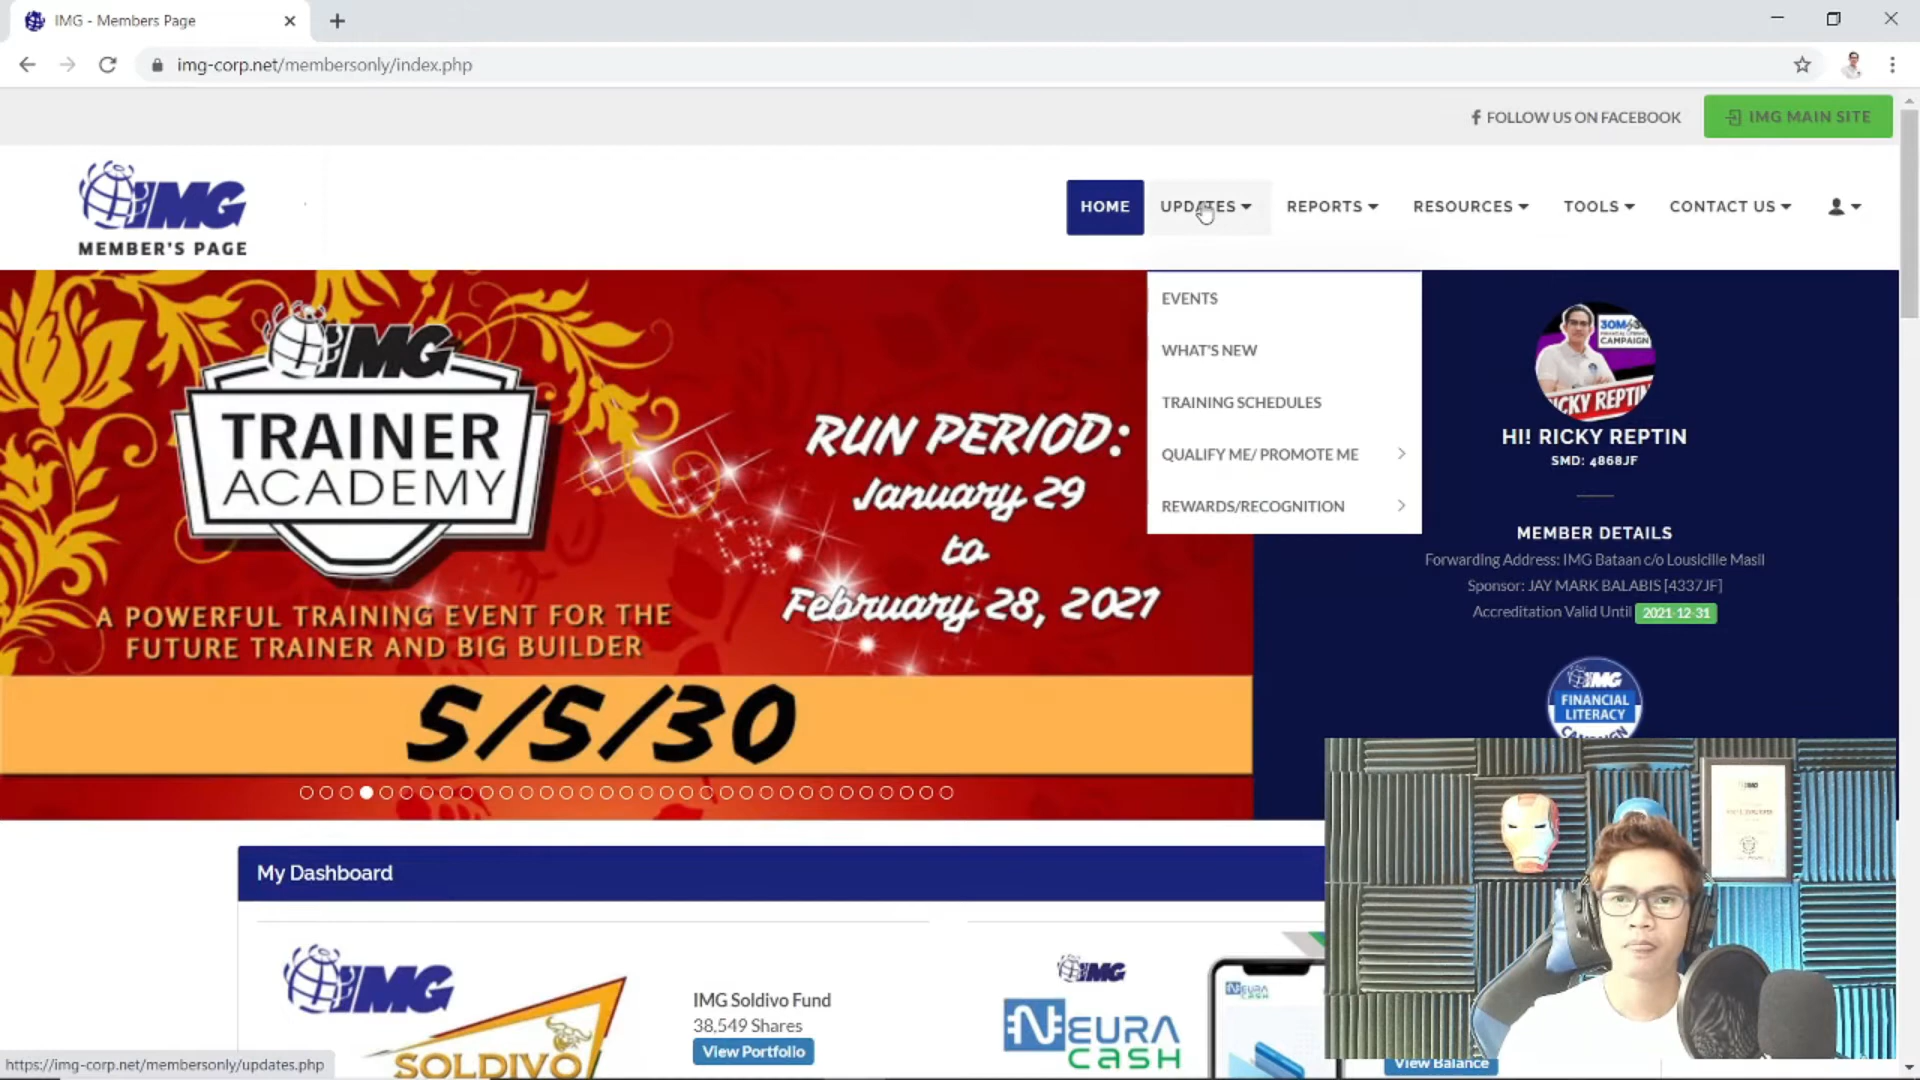 IMG - Members Page
img-corp.net/membersonly/index.php
FOLLOW US ON FACEBOOK
IMG MAIN SITE
IMG
MEMBER'S PAGE
HOME
UPDATES
REPORTS
RESOURCES
TOOLS
CONTACT US
EVENTS
WHAT'S NEW
TRAINING SCHEDULES
QUALIFY ME/ PROMOTE ME
REWARDS/RECOGNITION
IMG
TRAINER
ACADEMY
A POWERFUL TRAINING EVENT FOR THE
FUTURE TRAINER AND BIG BUILDER
RUN PERIOD:
January 29
to
February 28, 2021
5/5/30
30M
CAMPAIGN
HI! RICKY REPTIN
SMD: 4868JF
MEMBER DETAILS
Forwarding Address: IMG Bataan c/o Lousicille Masil
Sponsor: JAY MARK BALABIS [4337JF]
Accreditation Valid Until 2021-12-31
IMG
FINANCIAL
LITERACY
My Dashboard
IMG
SOLDIVO
IMG Soldivo Fund
38,549 Shares
View Portfolio
IMG
NEURA
CASH
View Balance
https://img-corp.net/membersonly/updates.php